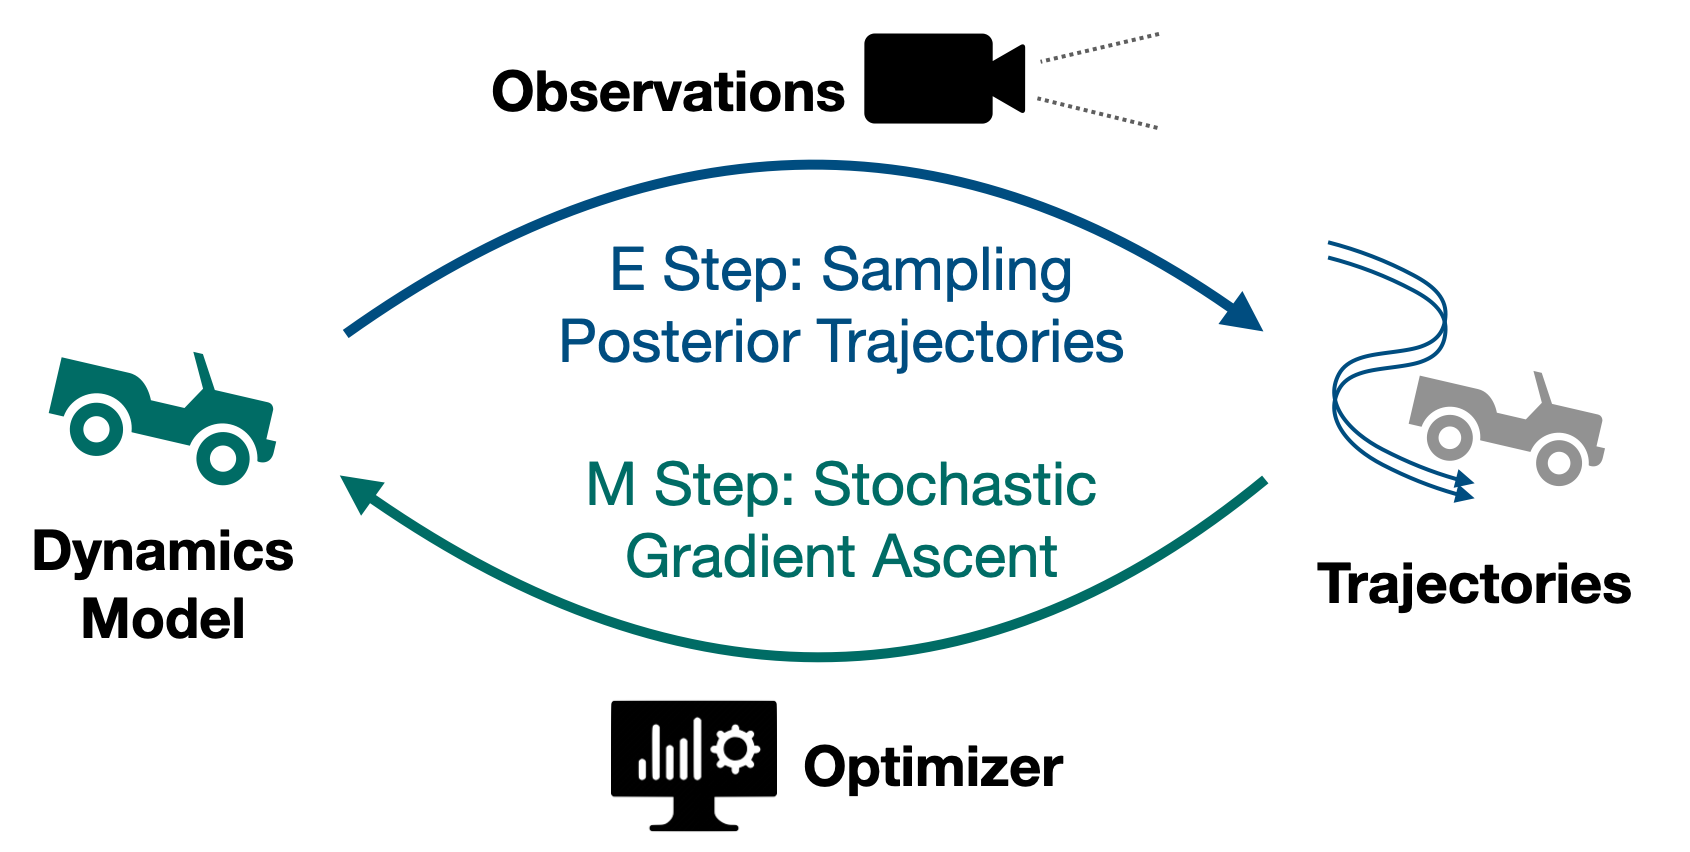 Observations
E Step: Sampling
Posterior Trajectories
M Step: Stochastic
Gradient Ascent
Dynamics
Model
Trajectories
Optimizer